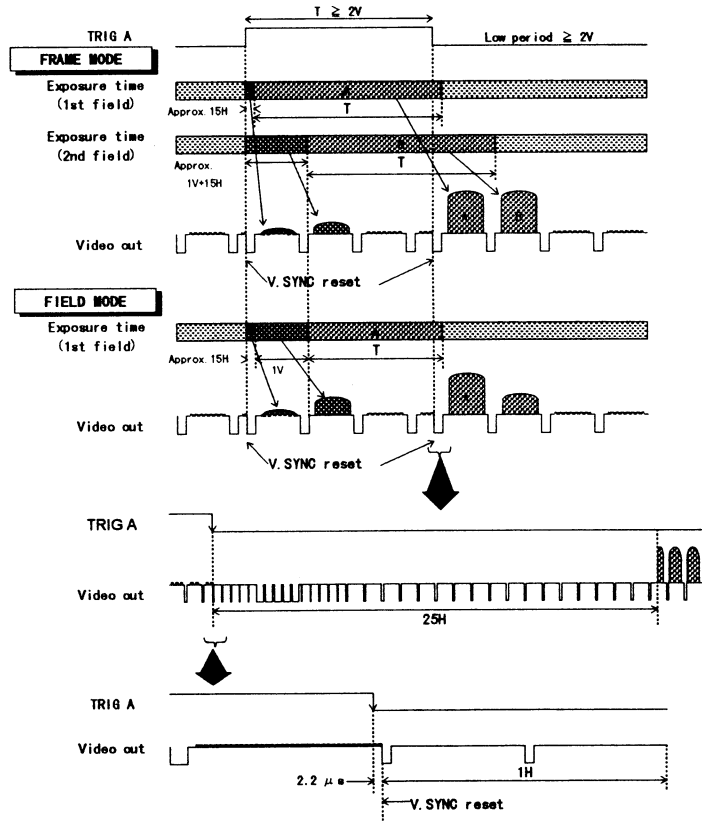 T ≧ 2V
TRIG A
Low period ≧ 2V
FRAME MODE
Exposure time
(1st field)
A
Approx. 15H
T
Exposure time
(2nd field)
Approx.
1V+15H
T
Video out
V. SYNC reset
FIELD MODE
Exposure time
(1st field)
A
Approx. 15H
1V
T
Video out
V. SYNC reset
TRIG A
Video out
25H
TRIG A
Video out
2.2 μs
1H
V. SYNC reset